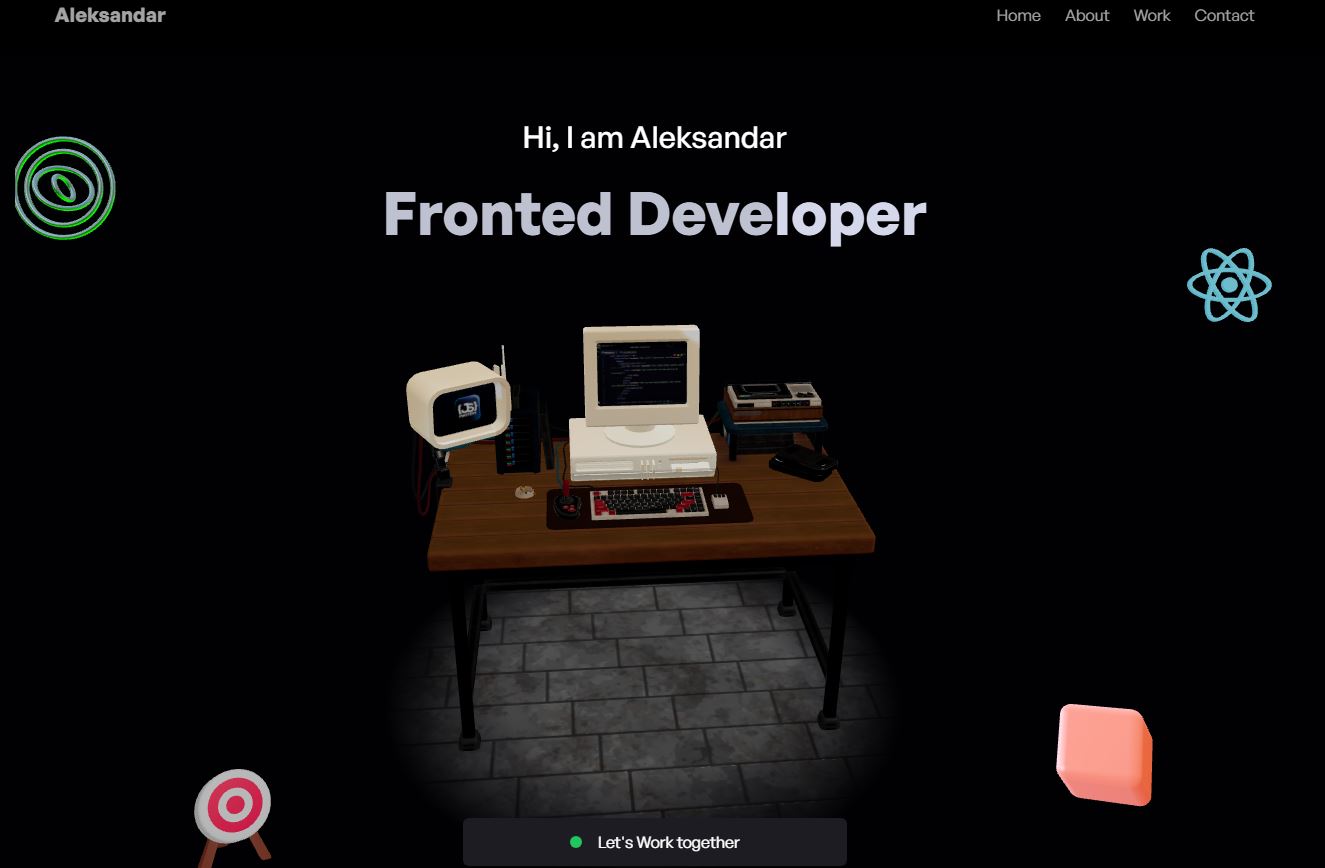 Aleksandar
Home About Work Contact
Hi, I am Aleksandar
Fronted Developer
JS
Let's Work together